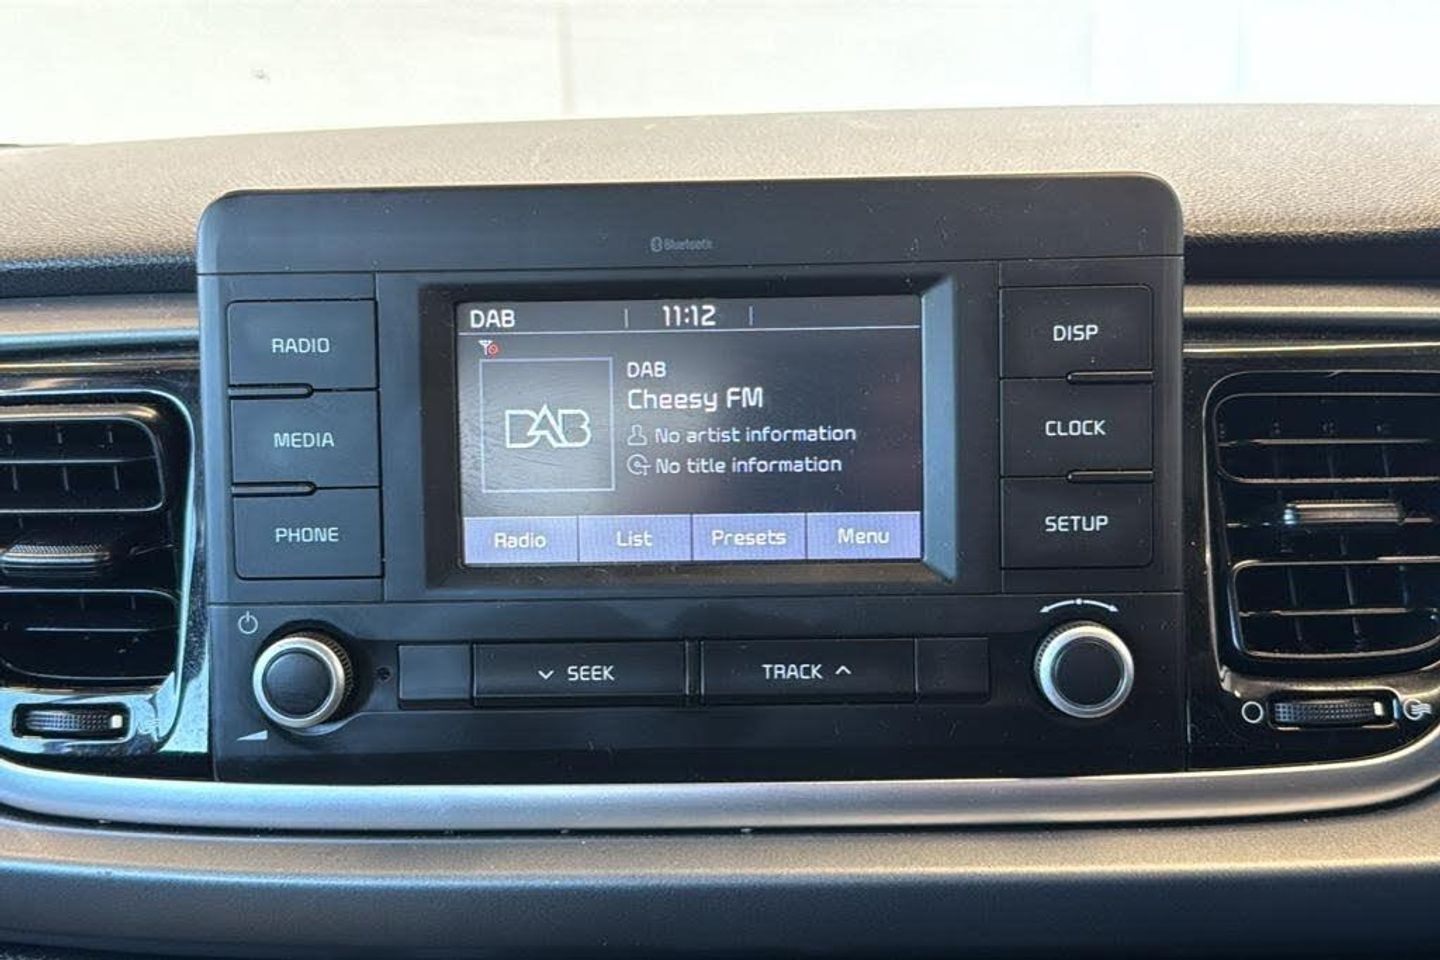 Bluetooth
DAB 11:12
RADIO
MEDIA
PHONE
DAB
DAB
Cheesy FM
No artist information
No title information
Radio List Presets Menu
DISP
CLOCK
SETUP
SEEK
TRACK